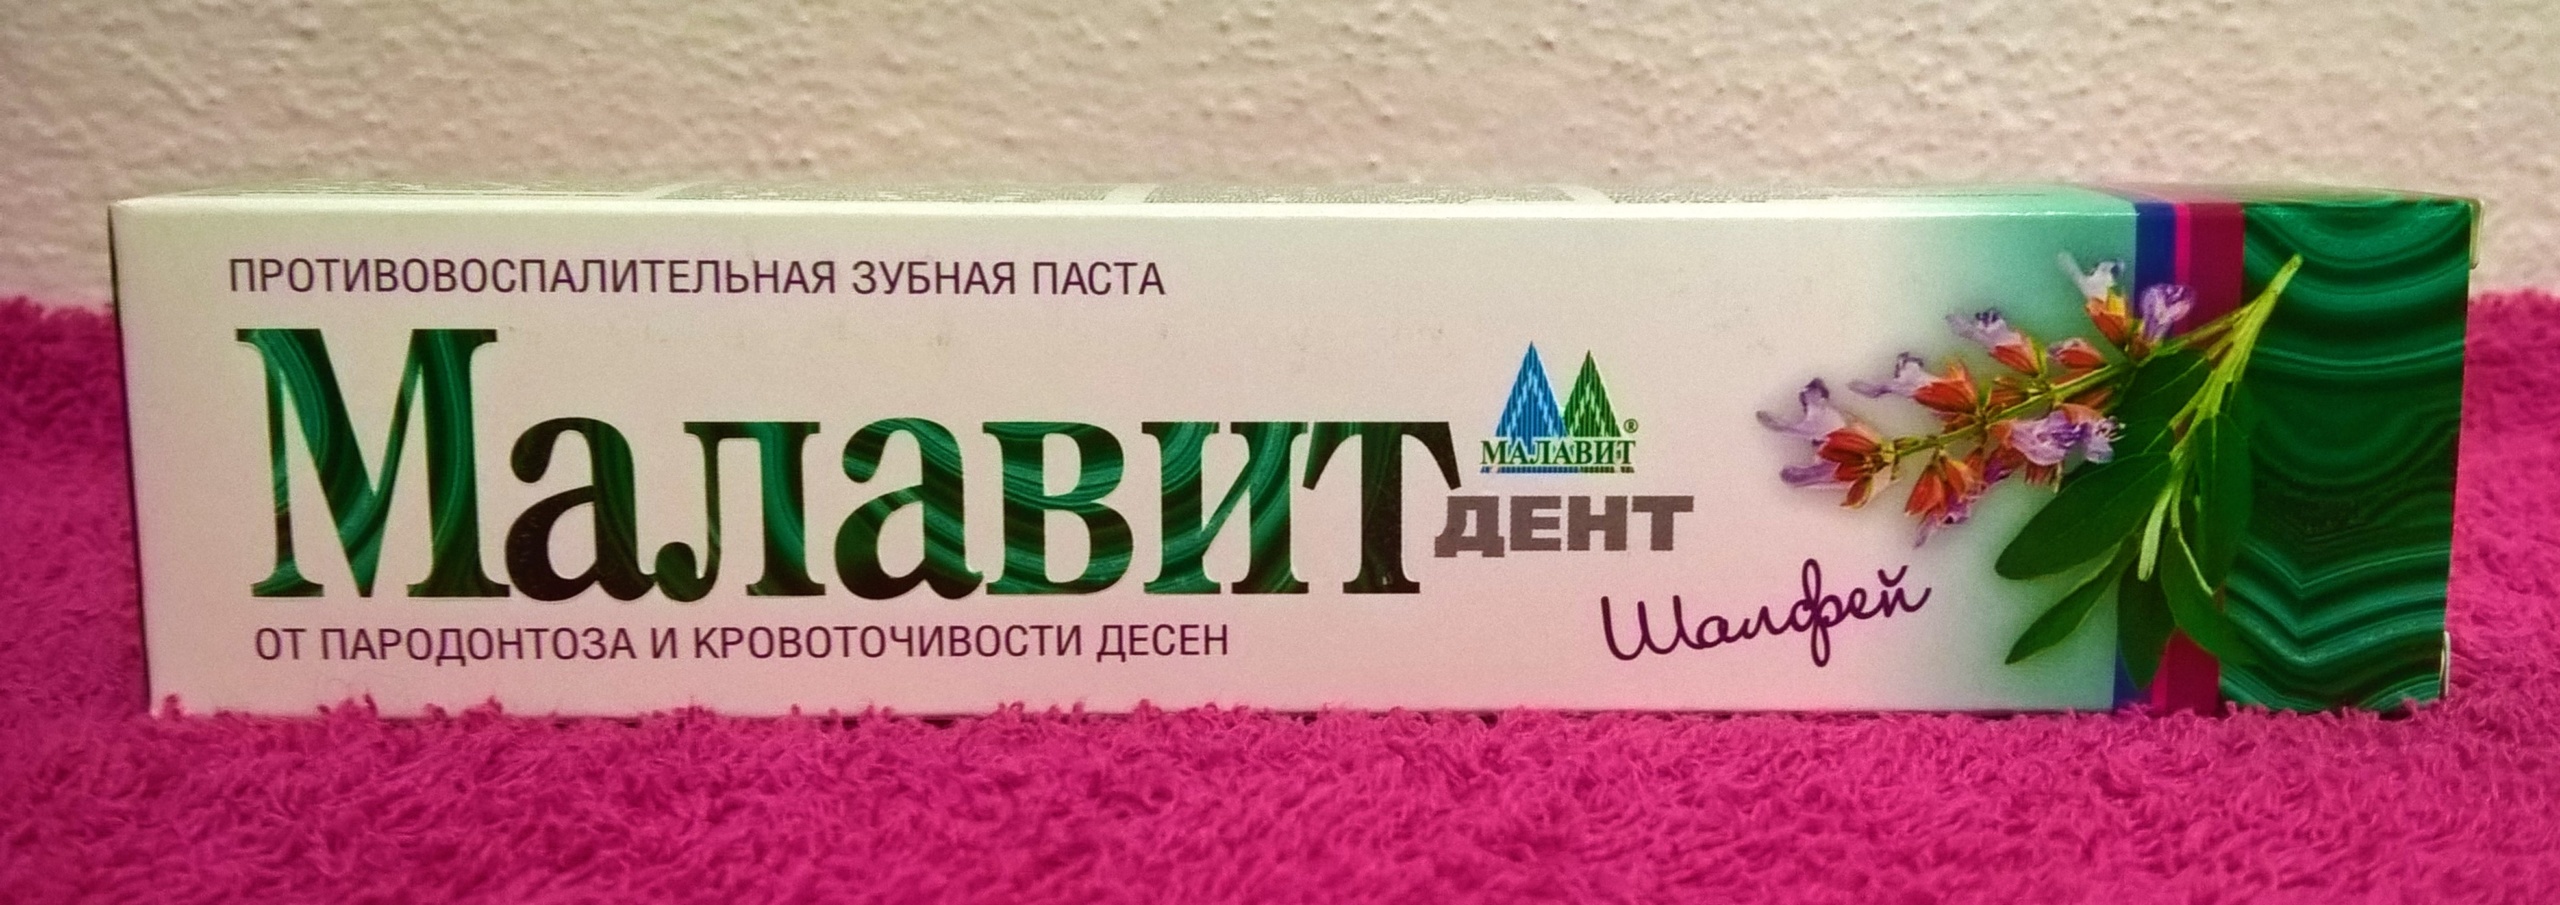 ПРОТИВОВОСПАЛИТЕЛЬНАЯ ЗУБНАЯ ПАСТА
Малавит
МАЛАВИТ®
ДЕНТ
ОТ ПАРОДОНТОЗА И КРОВОТОЧИВОСТИ ДЕСЕН
Шалфей